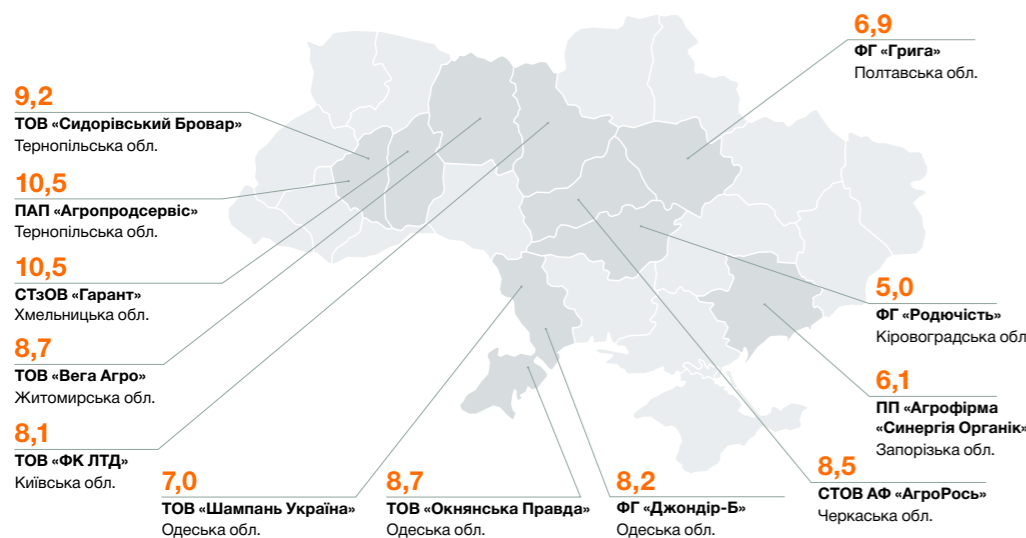 6,9
ФГ «Грига»
Полтавська обл.
9,2
ТОВ «Сидорівський Бровар»
Тернопільська обл.
10,5
ПАП «Агропродсервіс»
Тернопільська обл.
10,5
СТзОВ «Гарант»
Хмельницька обл.
8,7
ТОВ «Вега Агро»
Житомирська обл.
8,1
ТОВ «ФК ЛТД»
Київська обл.
7,0
ТОВ «Шампань Україна»
Одеська обл.
8,7
ТОВ «Окнянська Правда»
Одеська обл.
8,2
ФГ «Джондір-Б»
Одеська обл.
5,0
ФГ «Родючість»
Кіровоградська обл
6,1
ПП «Агрофірма
«Синергія Органік»
Запорізька обл.
8,5
СТОВ АФ «АгроРось»
Черкаська обл.